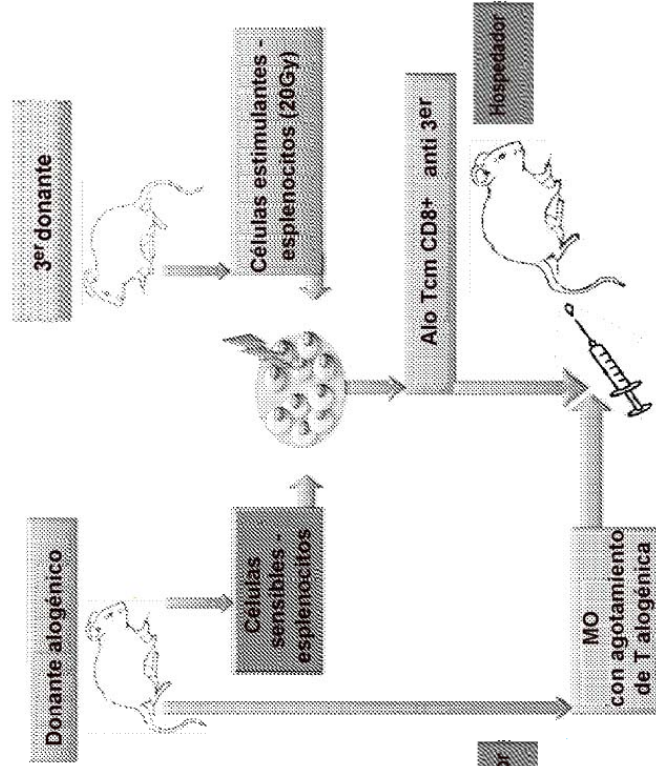 Donante alogénico
3er donante
Células
sensibles -
esplenocitos
Células estimulantes -
esplenocitos (20Gy)
Alo Tcm CD8+ anti 3er
MO
con agotamiento
de T alogénica
Hospedador
or